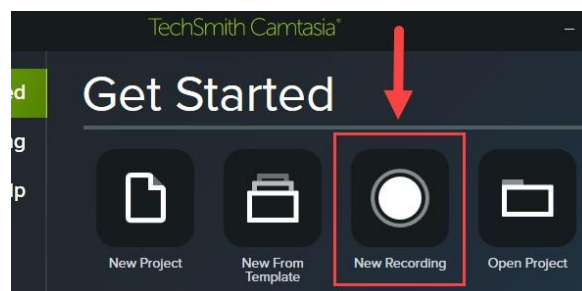 TechSmith Camtasia®
ed
Get Started
ng
lp
New Project
New From
Template
New Recording
Open Project